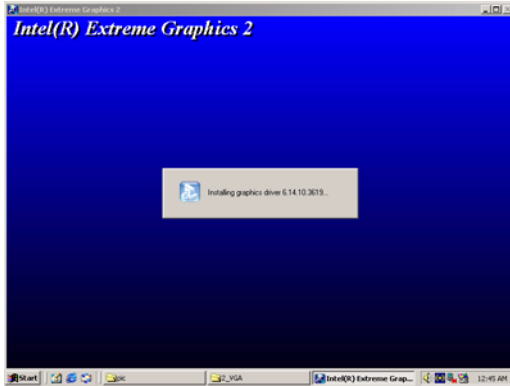 Intel(R) Extreme Graphics 2
Intel(R) Extreme Graphics 2
Installing graphics driver 6.14.10.3619...
Start
pic
2_VGA
Intel(R) Extreme Grap...
12:45 AM